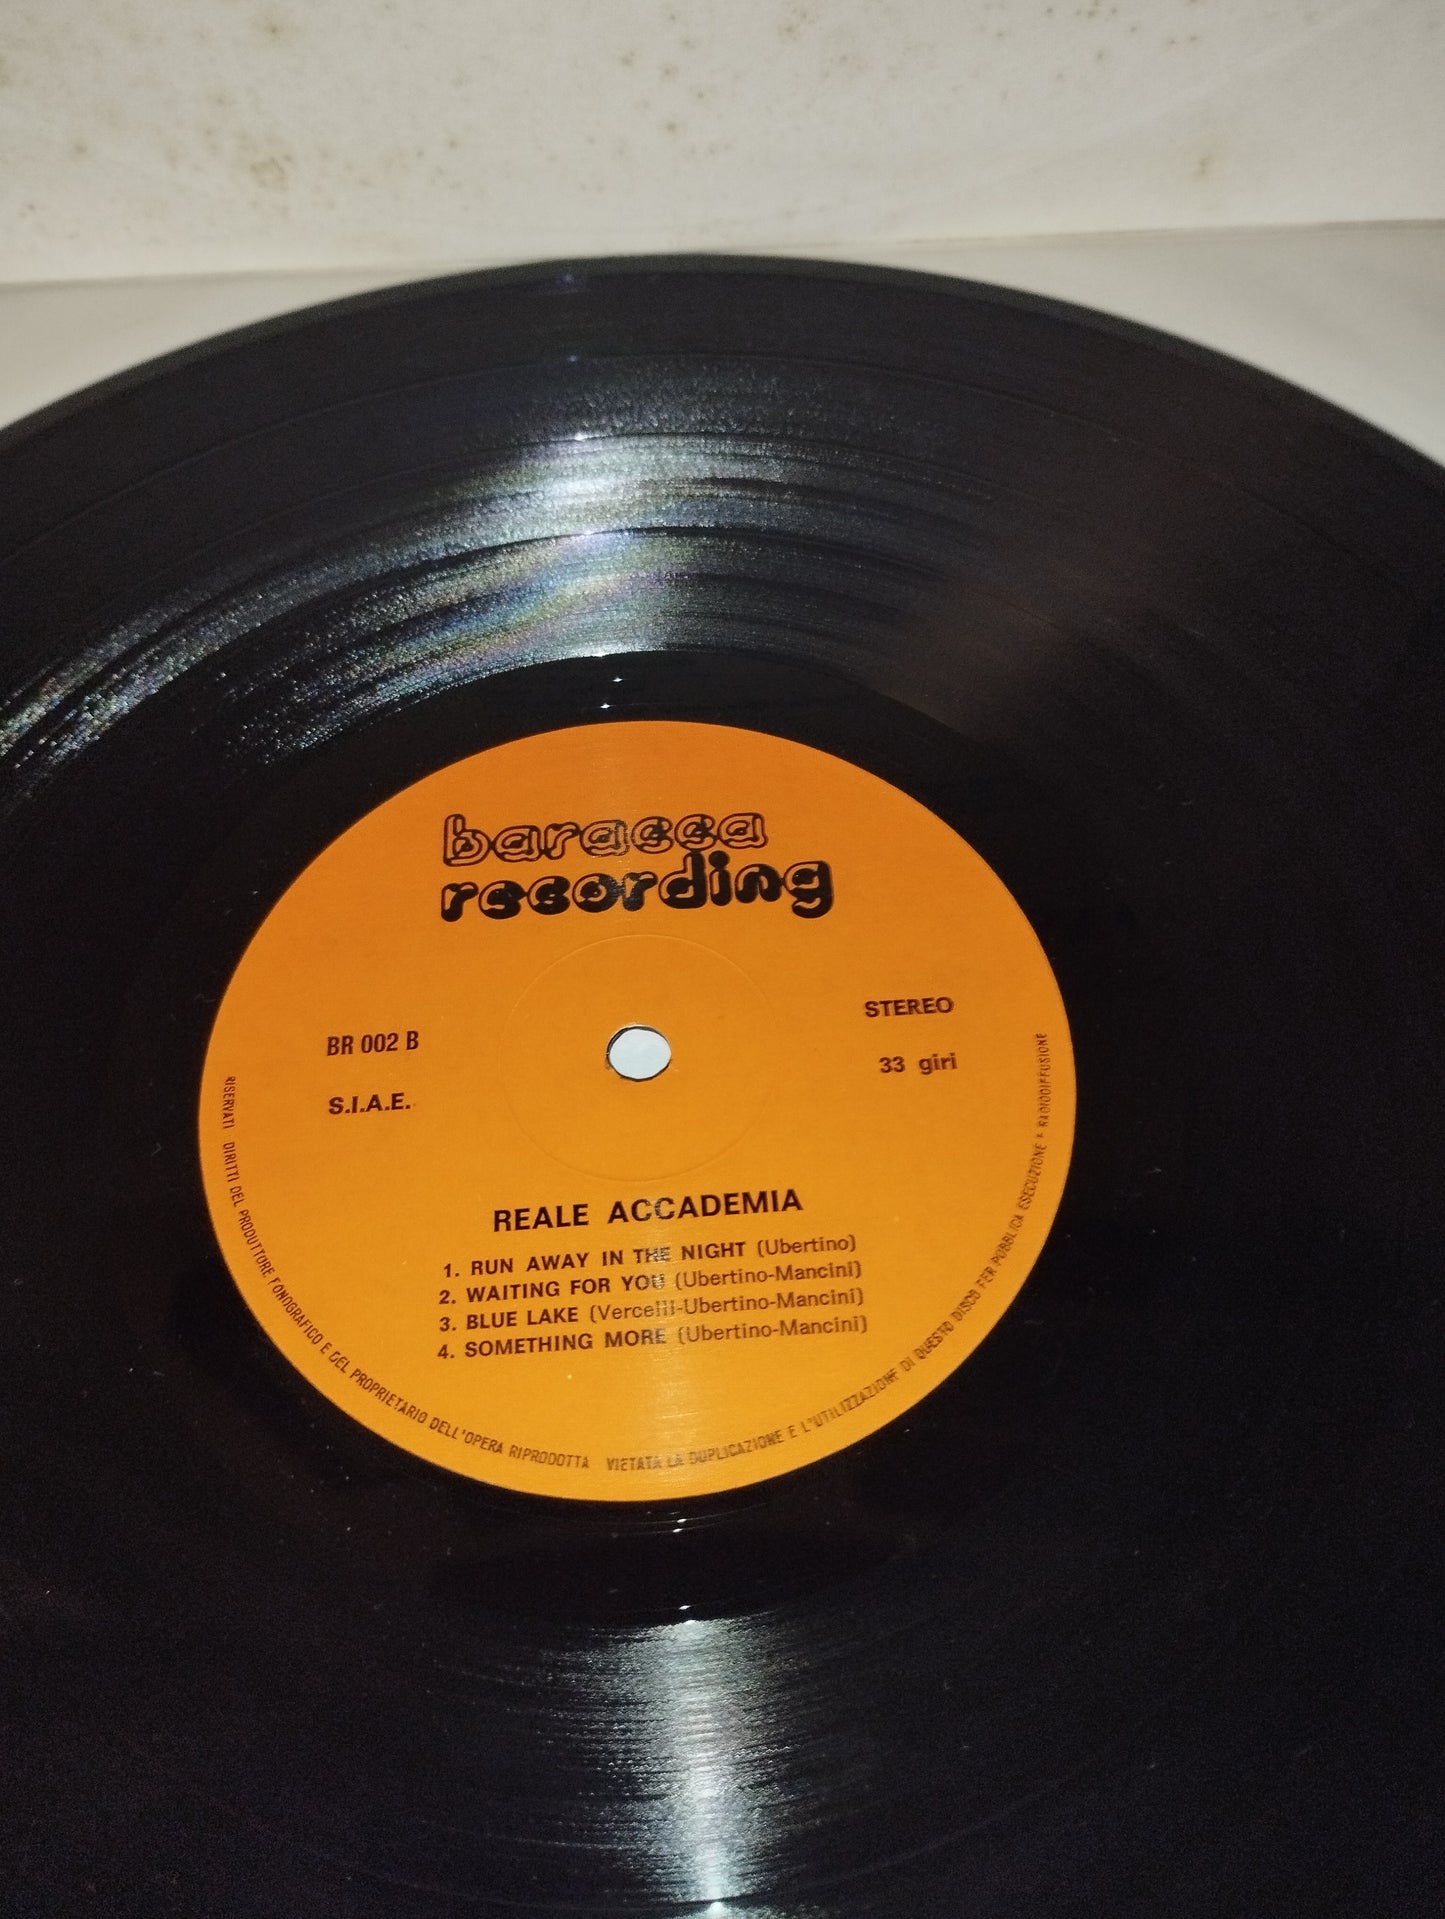 baracca
recording
BR 002 B
STEREO
S.I.A.E.
33 giri
REALE ACCADEMIA
1. RUN AWAY IN THE NIGHT (Ubertino)
2. WAITING FOR YOU (Ubertino-Mancini)
3. BLUE LAKE (Vercelli-Ubertino-Mancini)
4. SOMETHING MORE (Ubertino-Mancini)
RISERVATI DIRITTI DEL PRODUTTORE FONOGRAFICO E DEL PROPRIETARIO DELL'OPERA RIPRODOTTA VIETATA LA DUPLICAZIONE E L'UTILIZZAZIONE DI QUESTO DISCO PER PUBBLICA ESECUZIONE * RADIODIFFUSIONE